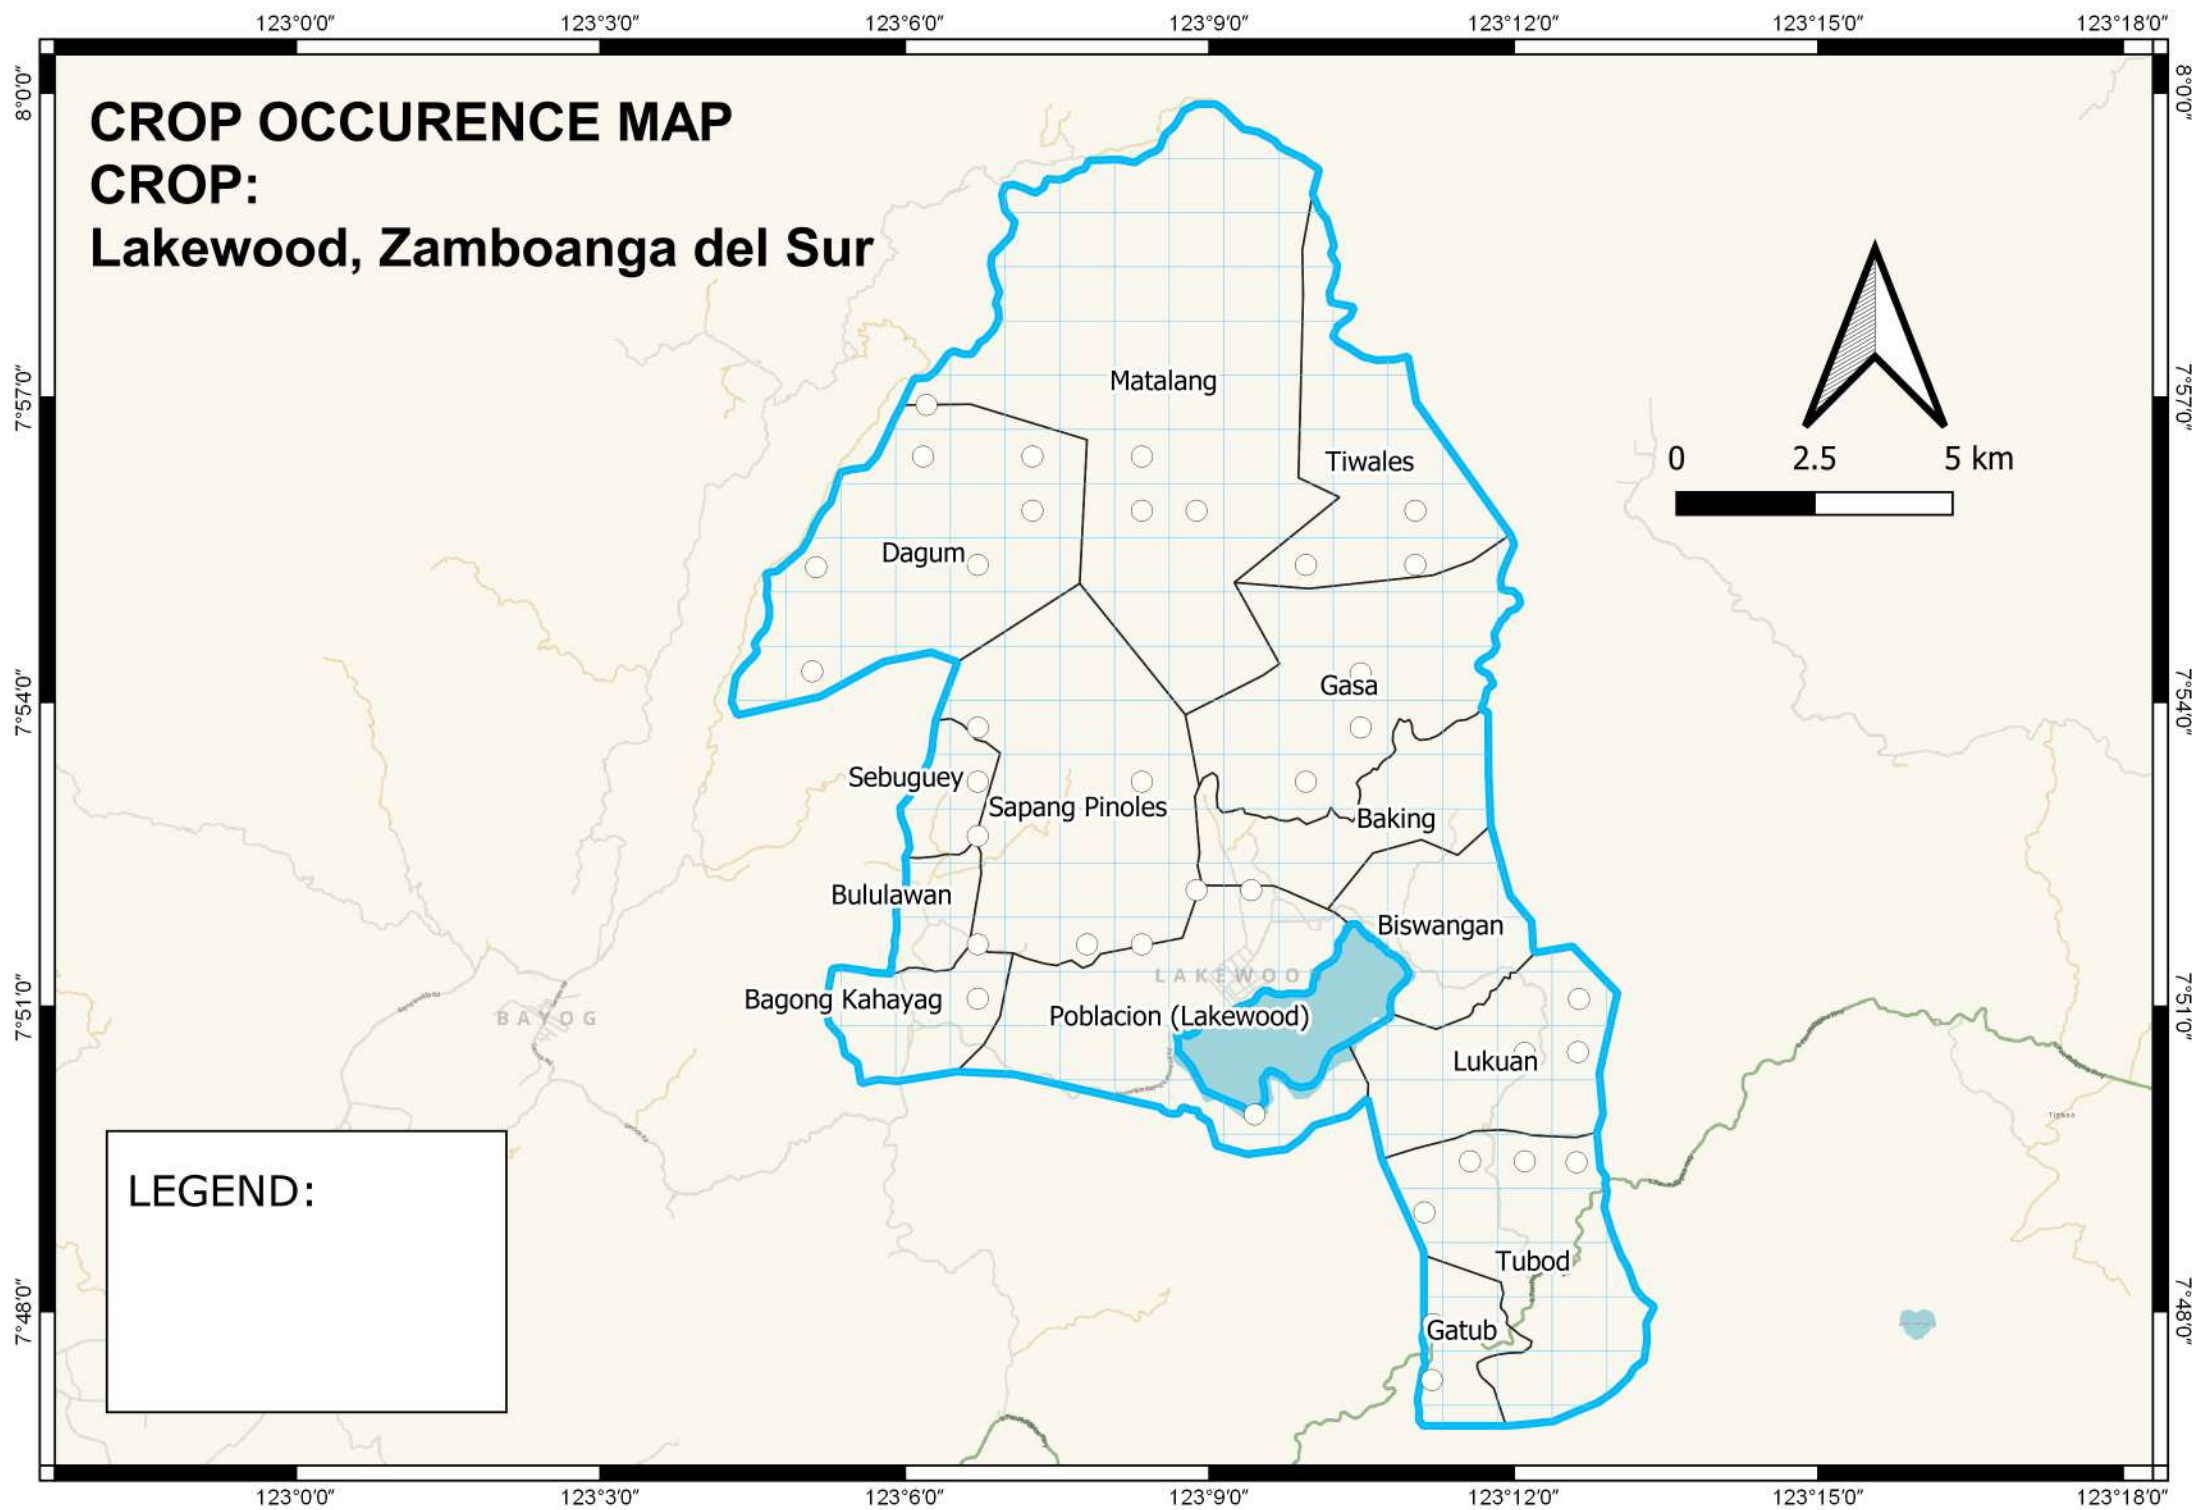 123°0′0″ 123°3′0″ 123°6′0″ 123°9′0″ 123°12′0″ 123°15′0″ 123°18′0″
8°0′0″ 8°0′0″
CROP OCCURENCE MAP
CROP:
Lakewood, Zamboanga del Sur
7°57′0″ Matalang 7°57′0″
Tiwales
0 2.5 5 km
Dagum
7°54′0″ Gasa 7°54′0″
Sebuguey
Sapang Pinoles
Baking
Bululawan
Biswangan
LAKEWOO
7°51′0″ Bagong Kahayag 7°51′0″
BAYOG
Poblacion (Lakewood)
Lukuan
LEGEND:
Tubod
7°48′0″ Gatub 7°48′0″
123°0′0″ 123°3′0″ 123°6′0″ 123°9′0″ 123°12′0″ 123°15′0″ 123°18′0″